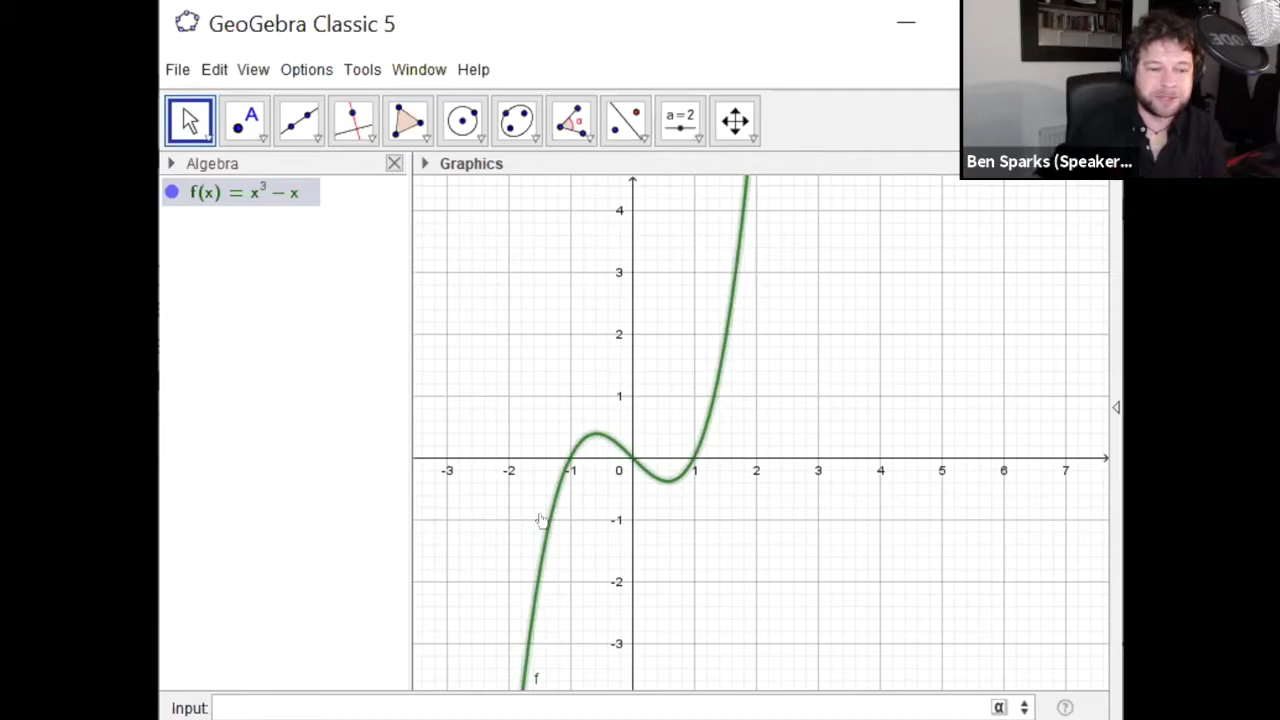 GeoGebra Classic 5
File Edit View Options Tools Window Help
A
α
a=2
CODE
Ben Sparks (Speaker...
Algebra
Graphics
f(x) = x³ − x
4
3
2
1
-3 -2 -1 0 1 2 3 4 5 6 7
-1
-2
-3
f
Input: α ?